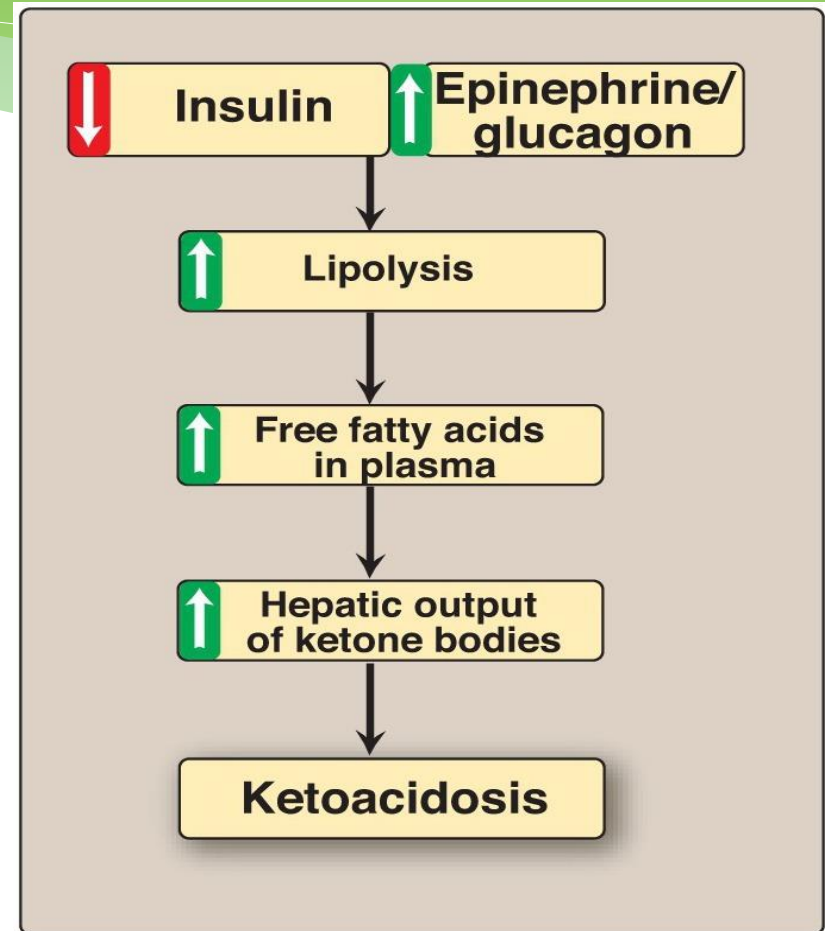 Insulin
Epinephrine/
glucagon
Lipolysis
Free fatty acids
in plasma
Hepatic output
of ketone bodies
Ketoacidosis